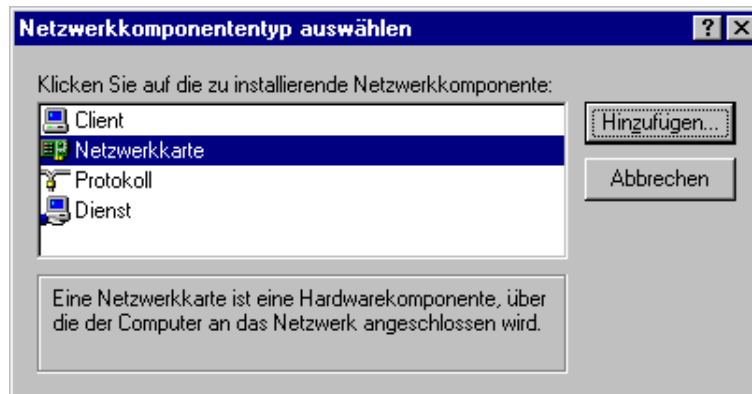 Netzwerkkomponententyp auswählen
Klicken Sie auf die zu installierende Netzwerkkomponente:
Client
Netzwerkkarte
Protokoll
Dienst
Hinzufügen...
Abbrechen
Eine Netzwerkkarte ist eine Hardwarekomponente, über
die der Computer an das Netzwerk angeschlossen wird.